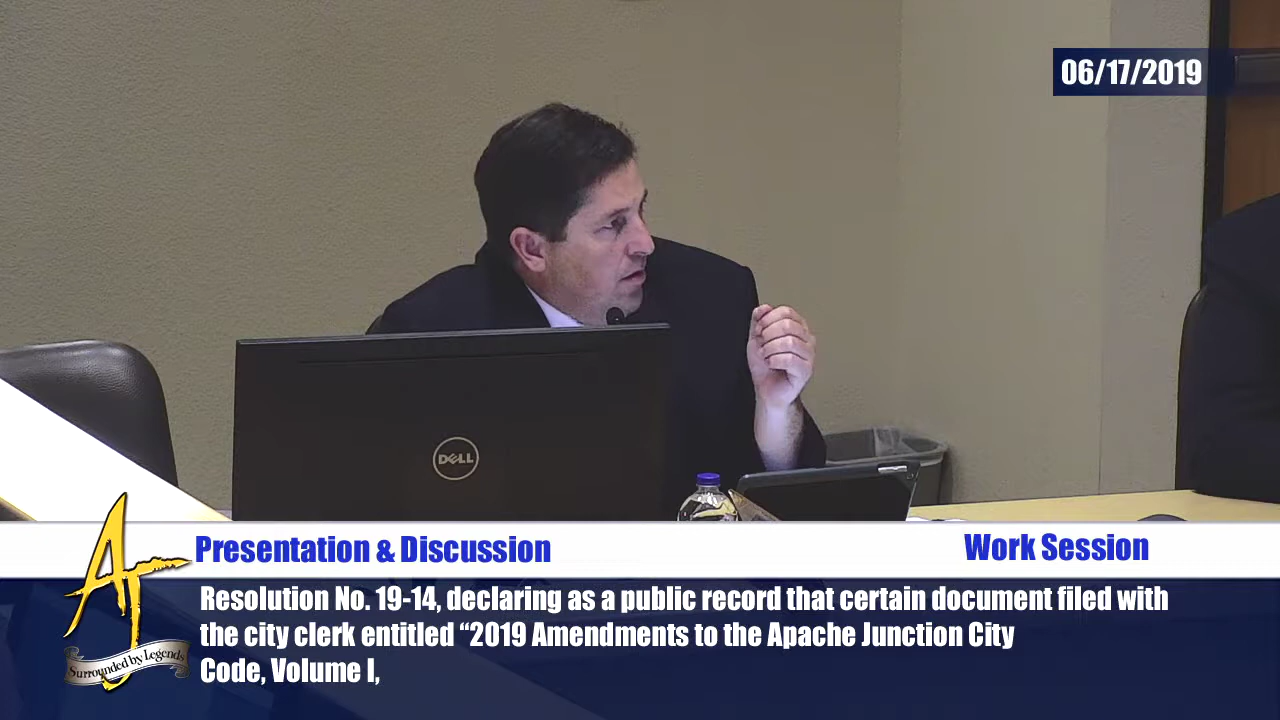 06/17/2019
DELL
Presentation & Discussion
Work Session
AJ
Surrounded by Legends
Resolution No. 19-14, declaring as a public record that certain document filed with
the city clerk entitled “2019 Amendments to the Apache Junction City
Code, Volume I,